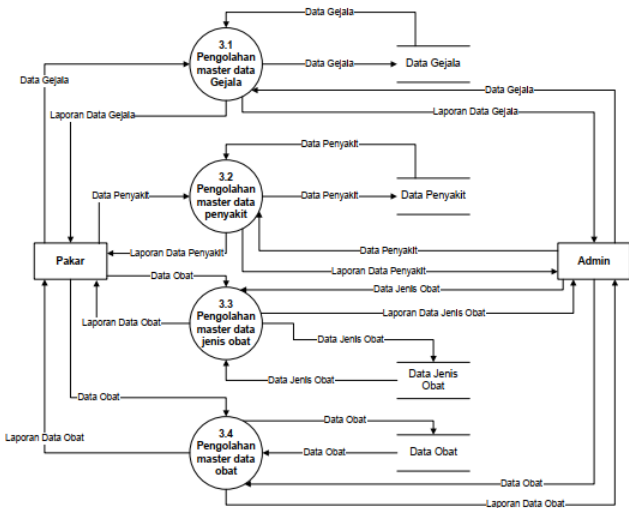 Data Gejala
3.1
Pengolahan
master data
Gejala
Data Gejala
Data Gejala
Data Gejala
Data Gejala
Laporan Data Gejala
Laporan Data Gejala
Data Penyakit
3.2
Pengolahan
master data
penyakit
Data Penyakit
Data Penyakit
Data Penyakit
Laporan Data Penyakit
Data Penyakit
Pakar
Admin
Laporan Data Penyakit
Data Obat
Data Jenis Obat
3.3
Pengolahan
master data
jenis obat
Laporan Data Obat
Laporan Data Obat
Data Jenis Obat
Data Jenis Obat
Data Jenis
Obat
Data Obat
Data Obat
3.4
Pengolahan
master data
obat
Laporan Data Obat
Data Obat
Data Obat
Data Obat
Laporan Data Obat